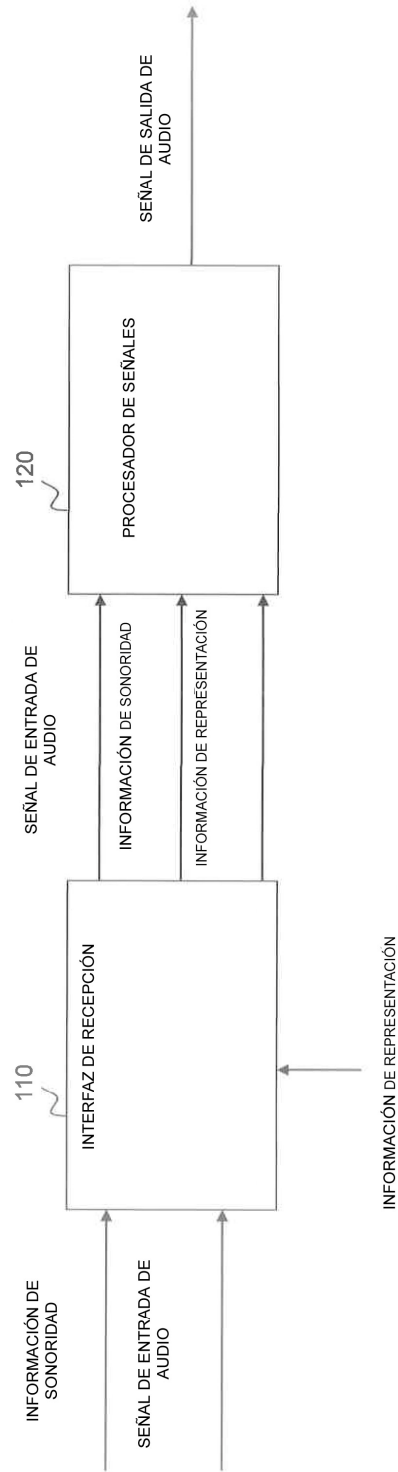 INFORMACIÓN DE
SONORIDAD
SEÑAL DE ENTRADA DE
AUDIO
110
INTERFAZ DE RECEPCIÓN
INFORMACIÓN DE REPRESENTACIÓN
SEÑAL DE ENTRADA DE
AUDIO
INFORMACIÓN DE SONORIDAD
INFORMACIÓN DE REPRESENTACIÓN
120
PROCESADOR DE SEÑALES
SEÑAL DE SALIDA DE
AUDIO